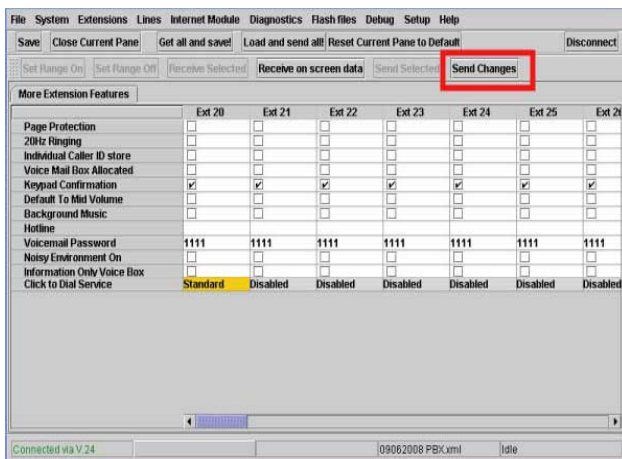 File System Extensions Lines Internet Module Diagnostics Flash files Debug Setup Help
Save Close Current Pane Get all and save! Load and send all! Reset Current Pane to Default Disconnect
Set Range On Set Range Off Receive Selected Receive on screen data Send Selected Send Changes
More Extension Features
Ext 20 Ext 21 Ext 22 Ext 23 Ext 24 Ext 25 Ext 26
Page Protection
20Hz Ringing
Individual Caller ID store
Voice Mail Box Allocated
Keypad Confirmation
Default To Mid Volume
Background Music
Hotline
Voicemail Password 1111 1111 1111 1111 1111 1111 1111
Noisy Environment On
Information Only Voice Box
Click to Dial Service Standard Disabled Disabled Disabled Disabled Disabled Disabled
Connected via V.24 09062008 PBX.xml Idle